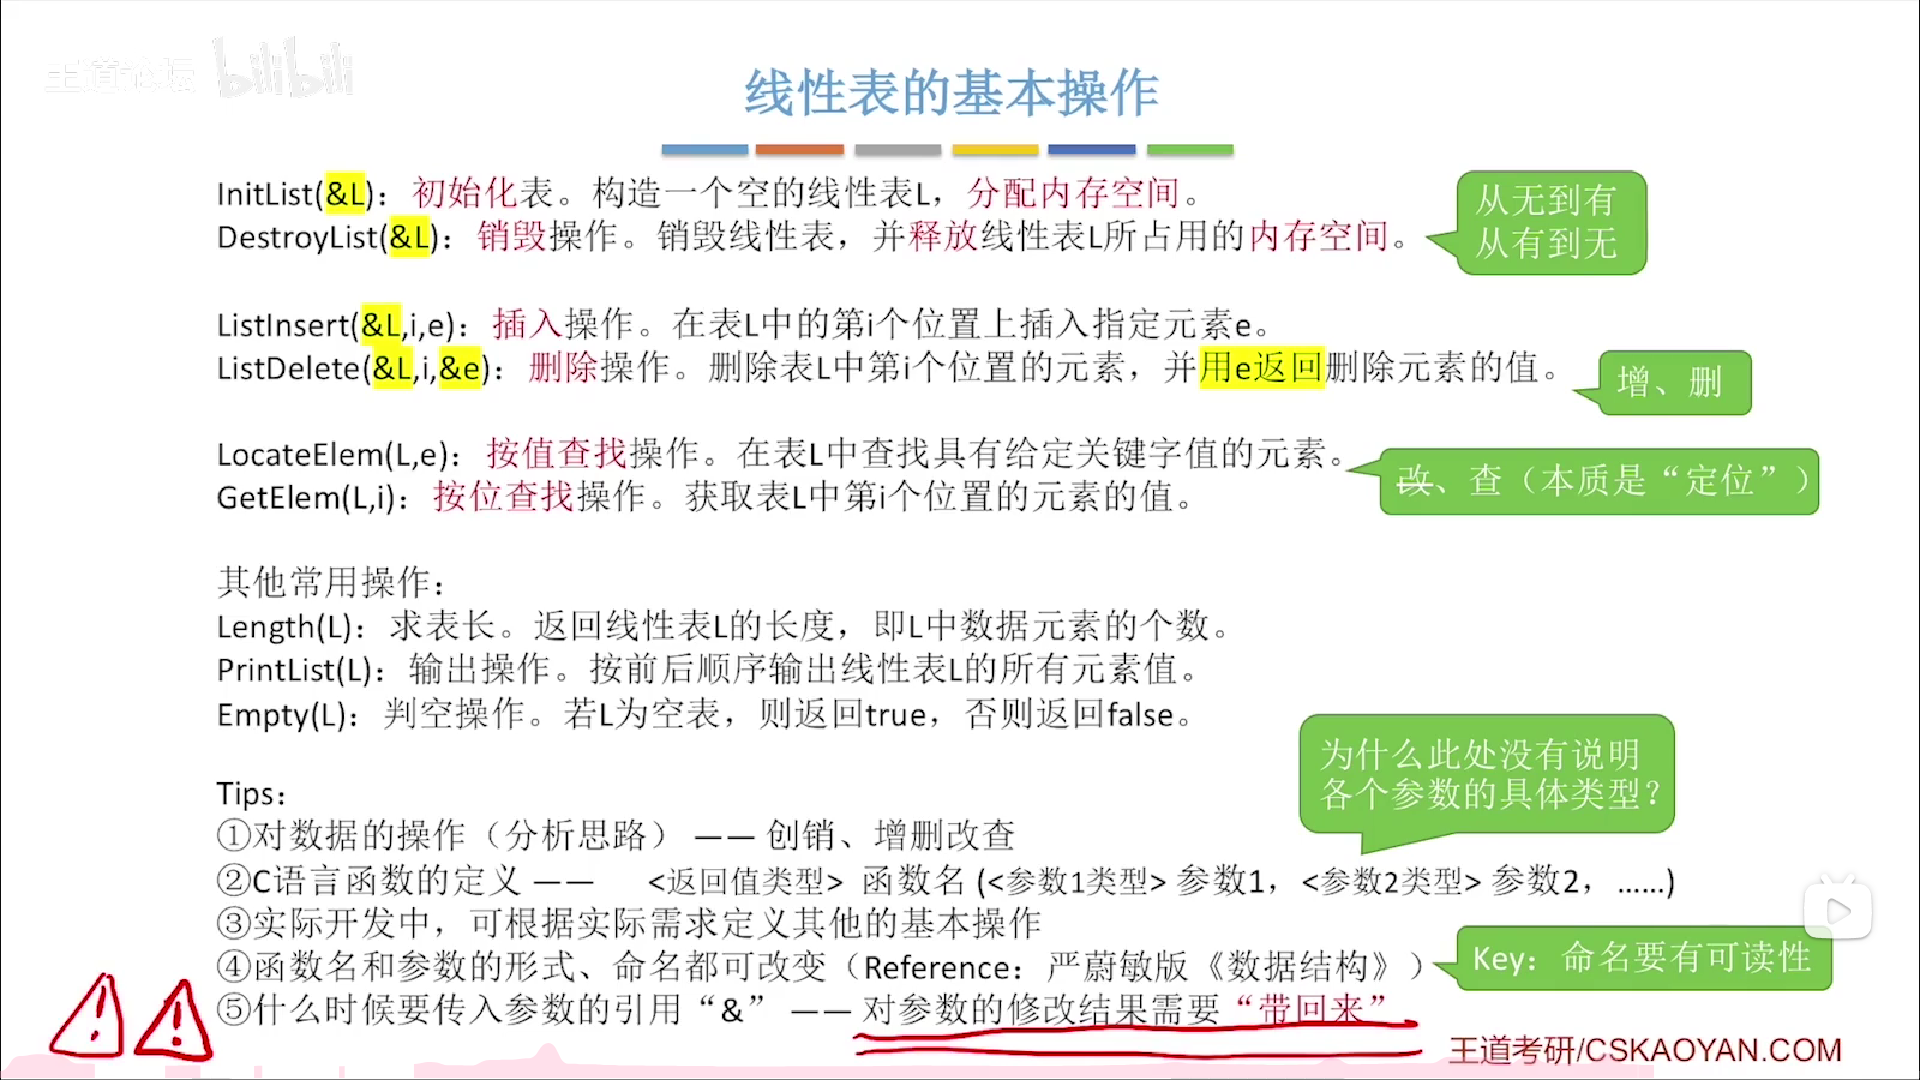 王道论坛 bilibili
线性表的基本操作
InitList(&L)：初始化表。构造一个空的线性表L，分配内存空间。
DestroyList(&L)：销毁操作。销毁线性表，并释放线性表L所占用的内存空间。
从无到有
从有到无
ListInsert(&L,i,e)：插入操作。在表L中的第i个位置上插入指定元素e。
ListDelete(&L,i,&e)：删除操作。删除表L中第i个位置的元素，并用e返回删除元素的值。
增、删
LocateElem(L,e)：按值查找操作。在表L中查找具有给定关键字值的元素。
GetElem(L,i)：按位查找操作。获取表L中第i个位置的元素的值。
改、查（本质是“定位”）
其他常用操作：
Length(L)：求表长。返回线性表L的长度，即L中数据元素的个数。
PrintList(L)：输出操作。按前后顺序输出线性表L的所有元素值。
Empty(L)：判空操作。若L为空表，则返回true，否则返回false。
为什么此处没有说明
各个参数的具体类型？
Tips：
①对数据的操作（分析思路） —— 创销、增删改查
②C语言函数的定义 —— <返回值类型> 函数名 (<参数1类型> 参数1，<参数2类型> 参数2，……)
③实际开发中，可根据实际需求定义其他的基本操作
④函数名和参数的形式、命名都可改变（Reference：严蔚敏版《数据结构》）
Key：命名要有可读性
⑤什么时候要传入参数的引用“&” —— 对参数的修改结果需要“带回来”
王道考研/CSKAOYAN.COM